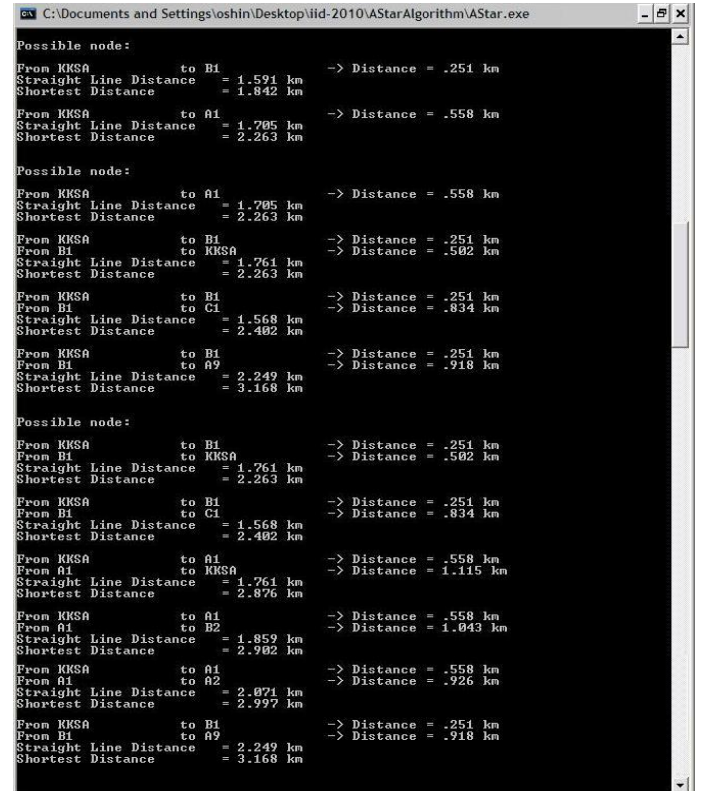 C:\Documents and Settings\oshin\Desktop\iid-2010\AStarAlgorithm\AStar.exe
Possible node:
From KKSA to B1 -> Distance = .251 km
Straight Line Distance = 1.591 km
Shortest Distance = 1.842 km
From KKSA to A1 -> Distance = .558 km
Straight Line Distance = 1.705 km
Shortest Distance = 2.263 km
Possible node:
From KKSA to A1 -> Distance = .558 km
Straight Line Distance = 1.705 km
Shortest Distance = 2.263 km
From KKSA to B1 -> Distance = .251 km
From B1 to KKSA -> Distance = .502 km
Straight Line Distance = 1.761 km
Shortest Distance = 2.263 km
From KKSA to B1 -> Distance = .251 km
From B1 to C1 -> Distance = .834 km
Straight Line Distance = 1.568 km
Shortest Distance = 2.402 km
From KKSA to B1 -> Distance = .251 km
From B1 to A9 -> Distance = .918 km
Straight Line Distance = 2.249 km
Shortest Distance = 3.168 km
Possible node:
From KKSA to B1 -> Distance = .251 km
From B1 to KKSA -> Distance = .502 km
Straight Line Distance = 1.761 km
Shortest Distance = 2.263 km
From KKSA to B1 -> Distance = .251 km
From B1 to C1 -> Distance = .834 km
Straight Line Distance = 1.568 km
Shortest Distance = 2.402 km
From KKSA to A1 -> Distance = .558 km
From A1 to KKSA -> Distance = 1.115 km
Straight Line Distance = 1.761 km
Shortest Distance = 2.876 km
From KKSA to A1 -> Distance = .558 km
From A1 to B2 -> Distance = 1.043 km
Straight Line Distance = 1.859 km
Shortest Distance = 2.902 km
From KKSA to A1 -> Distance = .558 km
From A1 to A2 -> Distance = .926 km
Straight Line Distance = 2.071 km
Shortest Distance = 2.997 km
From KKSA to B1 -> Distance = .251 km
From B1 to A9 -> Distance = .918 km
Straight Line Distance = 2.249 km
Shortest Distance = 3.168 km